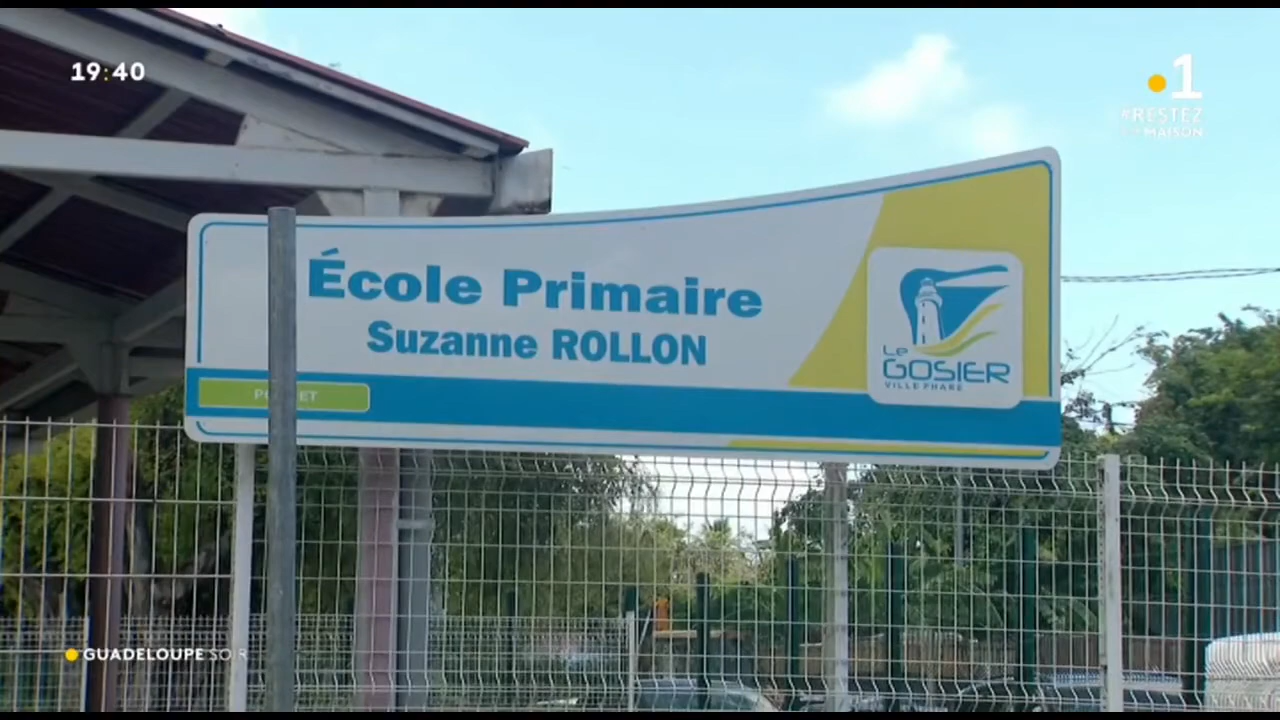 19:40
1
#RESTEZ
MAISON
École Primaire
Suzanne ROLLON
Le
GOSIER
VILLE PHARE
GUADELOUPE SOIR